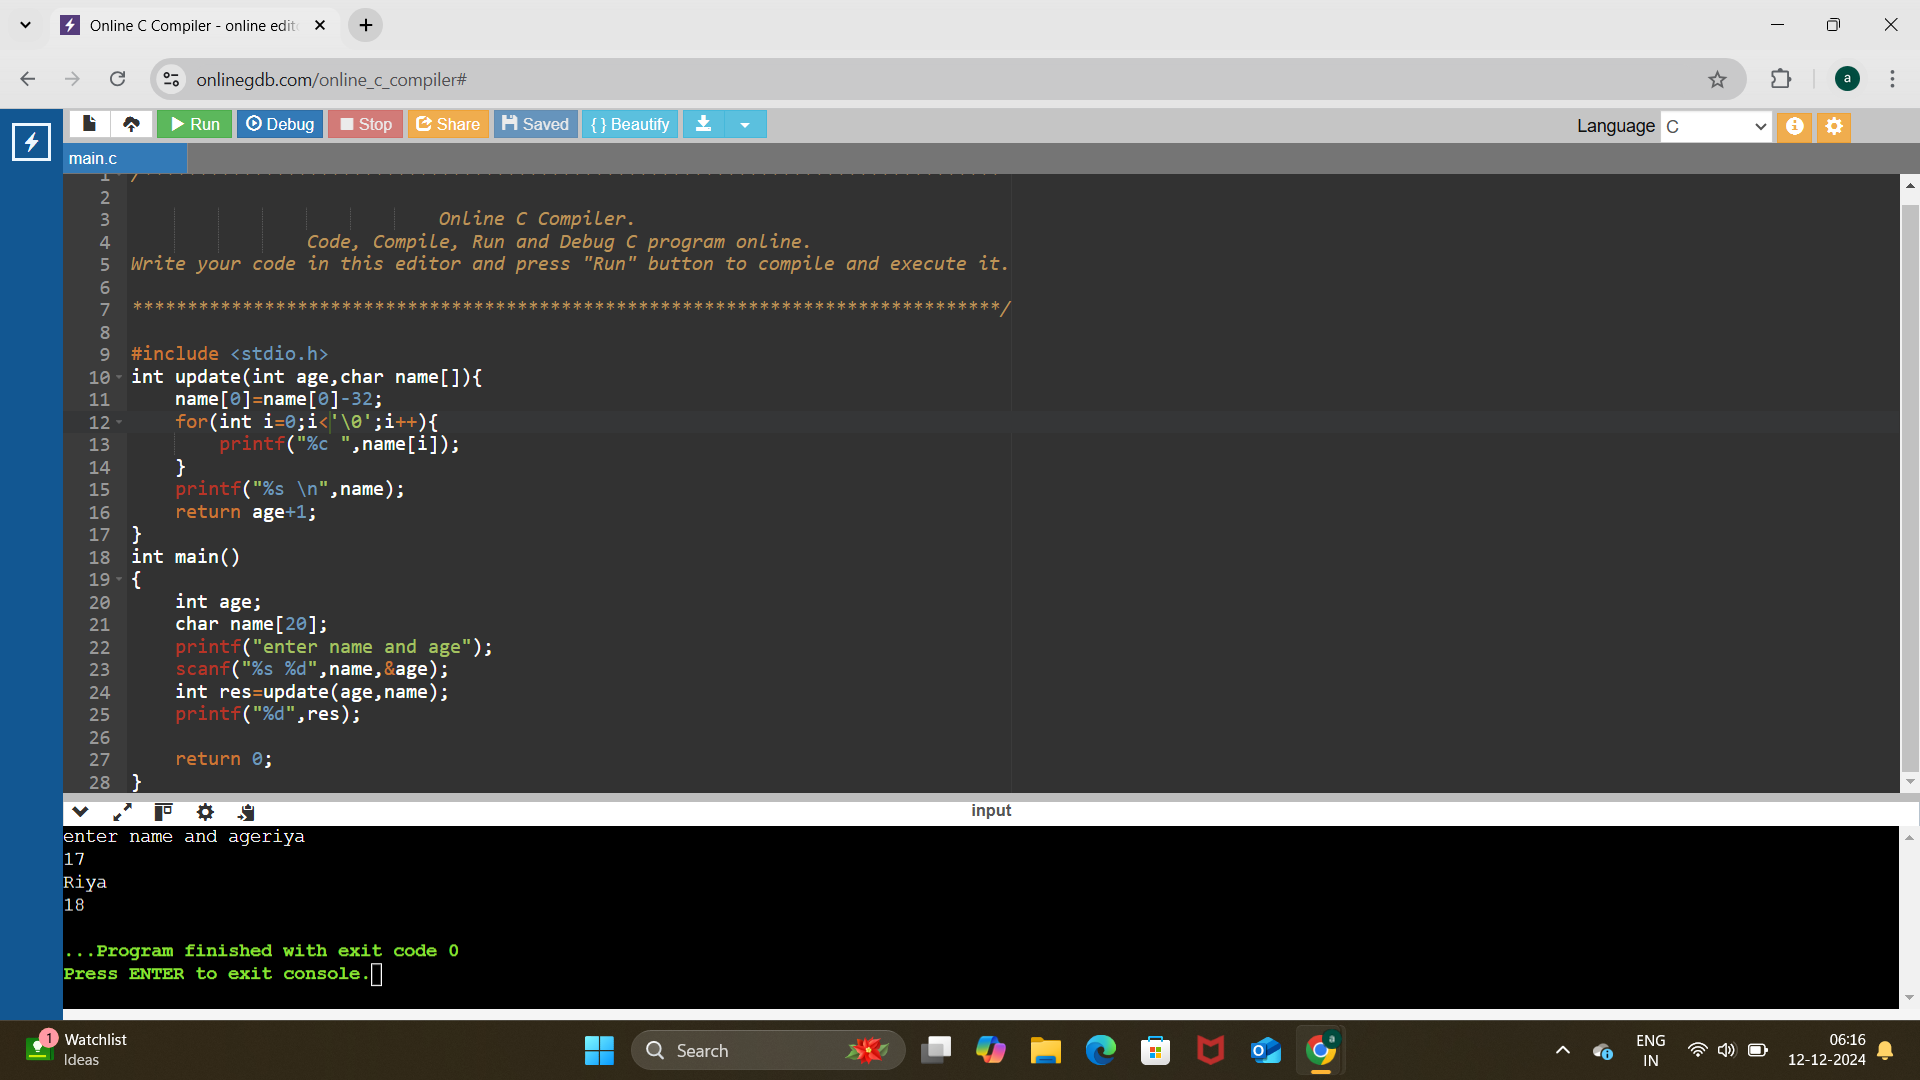 Online C Compiler - online edit
onlinegdb.com/online_c_compiler#
Run Debug Stop Share Saved { } Beautify Language C
main.c
1 /******************************************************************************
2
3 Online C Compiler.
4 Code, Compile, Run and Debug C program online.
5 Write your code in this editor and press "Run" button to compile and execute it.
6
7 *******************************************************************************/
8
9 #include <stdio.h>
10 int update(int age,char name[]){
11 name[0]=name[0]-32;
12 for(int i=0;i<'\0';i++){
13 printf("%c ",name[i]);
14 }
15 printf("%s \n",name);
16 return age+1;
17 }
18 int main()
19 {
20 int age;
21 char name[20];
22 printf("enter name and age");
23 scanf("%s %d",name,&age);
24 int res=update(age,name);
25 printf("%d",res);
26
27 return 0;
28 }
input
enter name and ageriya
17
Riya
18
...Program finished with exit code 0
Press ENTER to exit console.
1 Watchlist
Ideas
Search
ENG
IN
06:16
12-12-2024